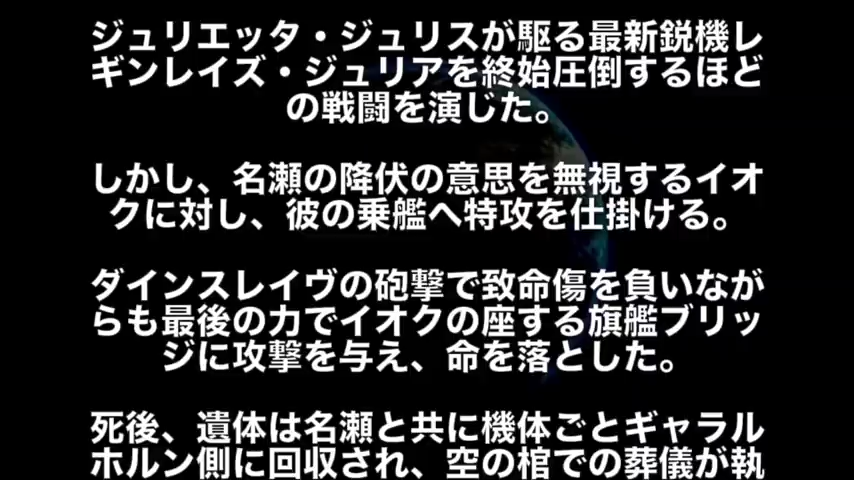 ジュリエッタ・ジュリスが駆る最新鋭機レ
ギンレイズ・ジュリアを終始圧倒するほど
の戦闘を演じた。
しかし、名瀬の降伏の意思を無視するイオ
クに対し、彼の乗艦へ特攻を仕掛ける。
ダインスレイヴの砲撃で致命傷を負いなが
らも最後の力でイオクの座する旗艦ブリッ
ジに攻撃を与え、命を落とした。
死後、遺体は名瀬と共に機体ごとギャラル
ホルン側に回収され、空の棺での葬儀が執